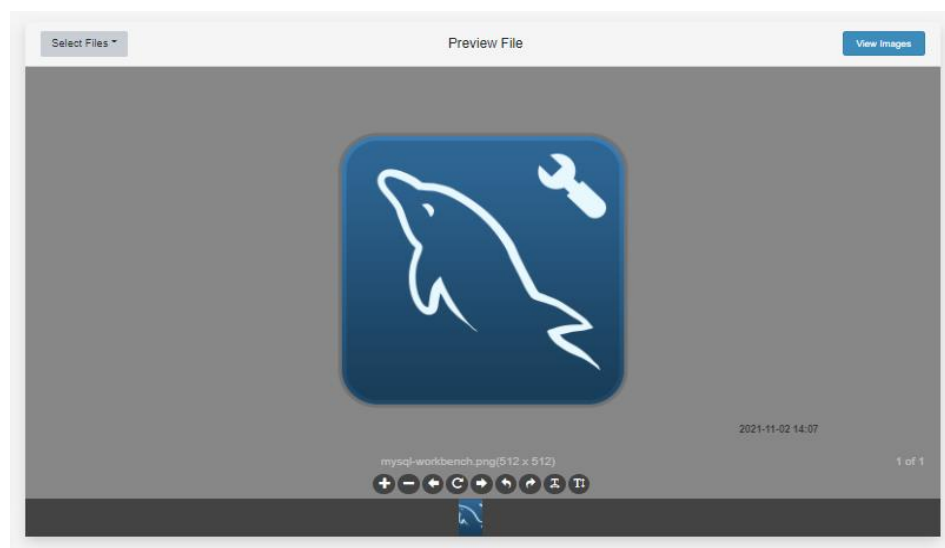 Select Files
Preview File
View Images
2021-11-02 14:07
mysql-workbench.png(512 x 512)
1 of 1